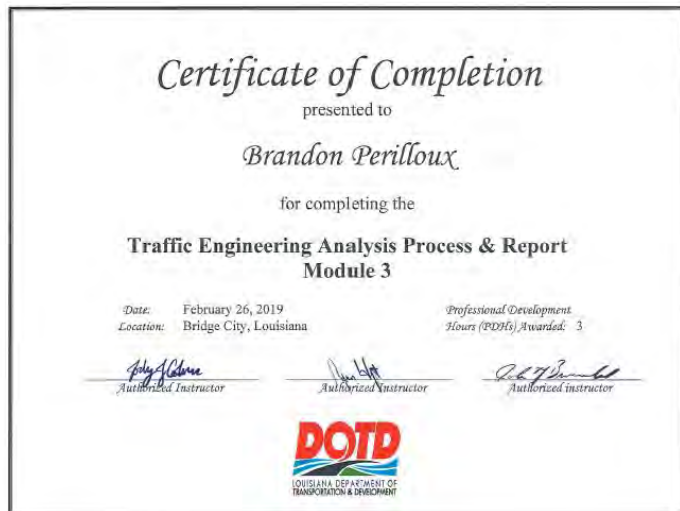 Certificate of Completion
presented to
Brandon Perilloux
for completing the
Traffic Engineering Analysis Process & Report
Module 3
Date: February 26, 2019
Location: Bridge City, Louisiana
Professional Development
Hours (PDHs) Awarded: 3
Authorized Instructor
Authorized Instructor
Authorized instructor
DOTD
LOUISIANA DEPARTMENT OF
TRANSPORTATION & DEVELOPMENT